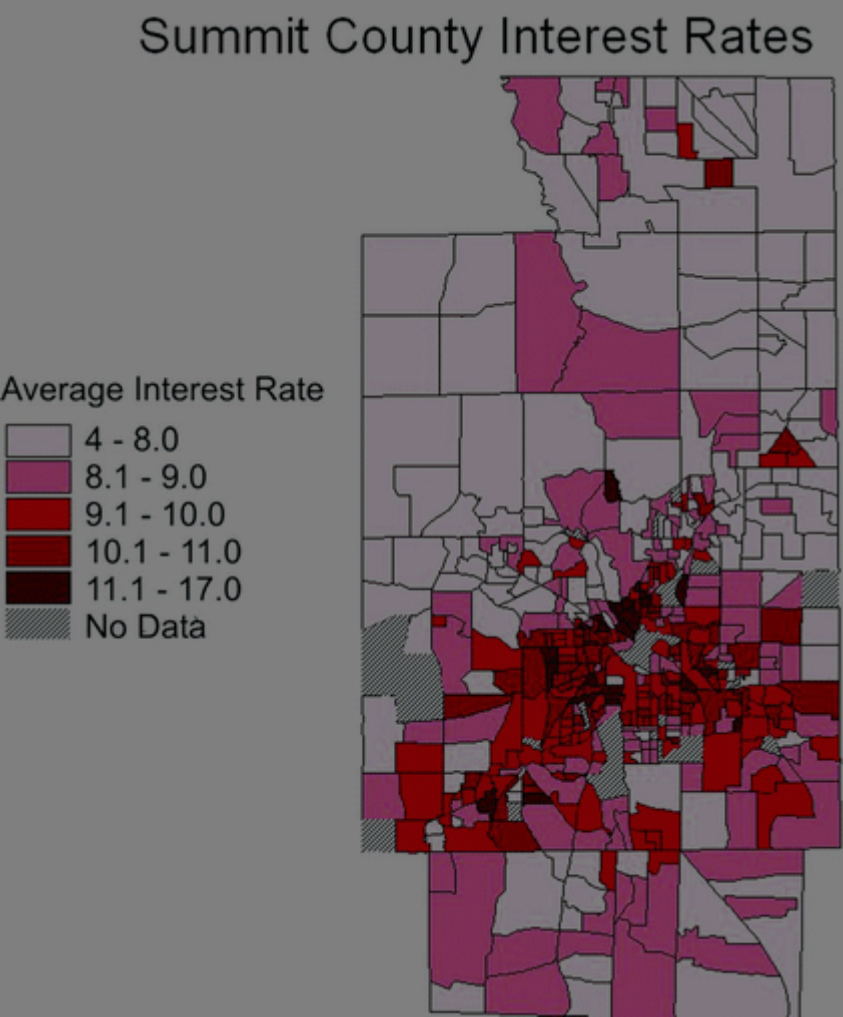 Summit County Interest Rates
Average Interest Rate
4 - 8.0
8.1 - 9.0
9.1 - 10.0
10.1 - 11.0
11.1 - 17.0
No Data